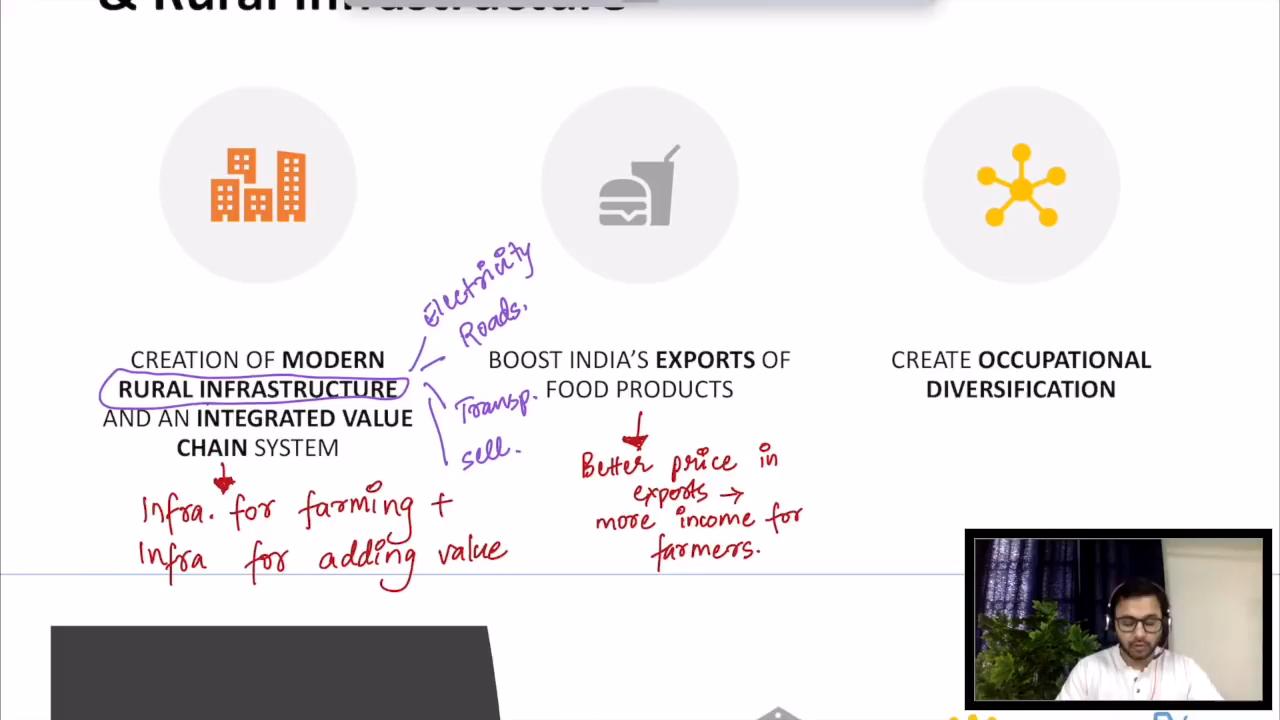 & Rural Infrastructure
Electricity
Roads.
Transp.
sell.
CREATION OF MODERN
RURAL INFRASTRUCTURE
AND AN INTEGRATED VALUE
CHAIN SYSTEM
Infra. for farming +
Infra for adding value
BOOST INDIA'S EXPORTS OF
FOOD PRODUCTS
Better price in
exports →
more income for
farmers.
CREATE OCCUPATIONAL
DIVERSIFICATION